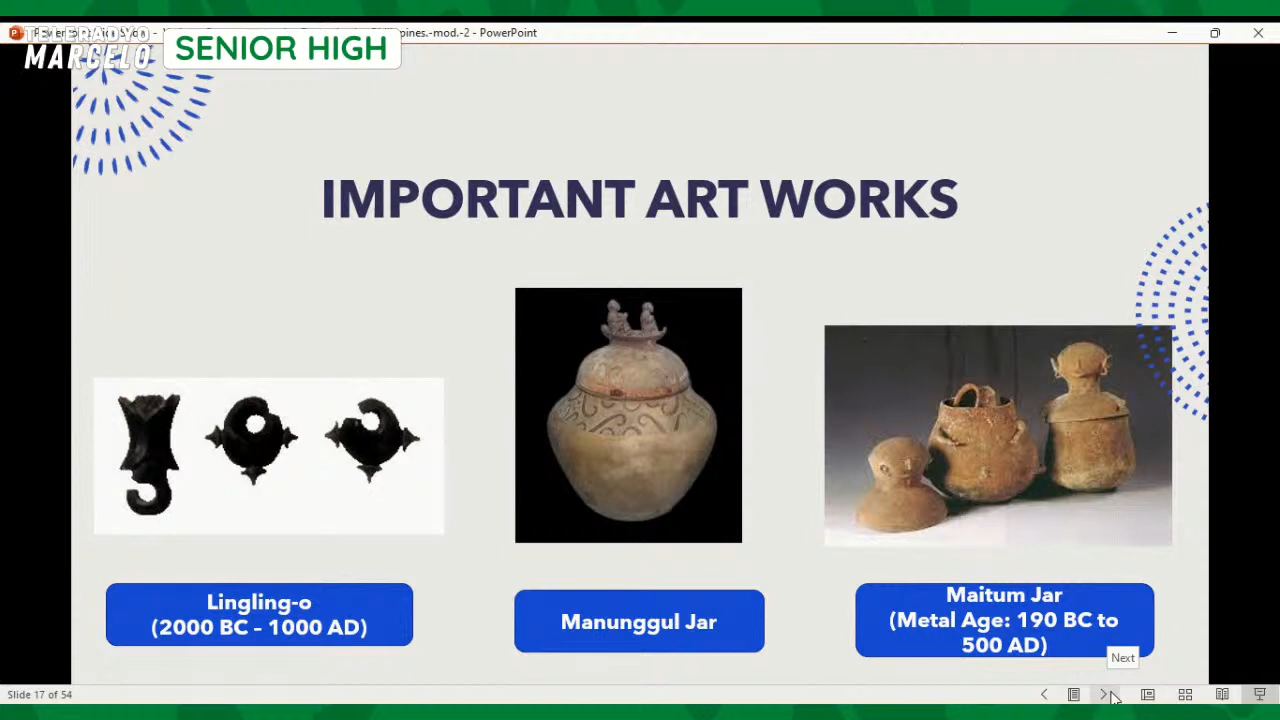 TELERADYO
MARCELO
SENIOR HIGH
pines.-mod.-2 - PowerPoint
IMPORTANT ART WORKS
Lingling-o
(2000 BC – 1000 AD)
Manunggul Jar
Maitum Jar
(Metal Age: 190 BC to
500 AD)
Next
Slide 17 of 54